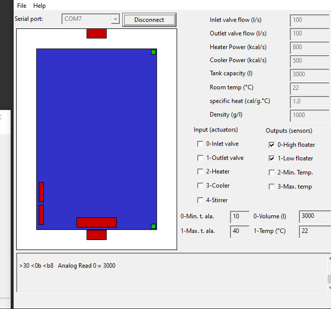 File Help
Serial port: COM7 Disconnect
Inlet valve flow (l/s) 100
Outlet valve flow (l/s) 100
Heater Power (kcal/s) 800
Cooler Power (kcal/s) 500
Tank capacity (l) 3000
Room temp (°C) 22
specific heat (cal/g.°C) 1.0
Density (g/l) 1000
Input (actuators) Outputs (sensors)
0-Inlet valve 0-High floater
1-Outlet valve 1-Low floater
2-Heater 2-Min. Temp.
3-Cooler 3-Max. temp
4-Stirrer
0-Min. t. ala. 10 0-Volume (l) 3000
1-Max. t. ala. 40 1-Temp (°C) 22
>30 <0b <b8 Analog Read 0 = 3000